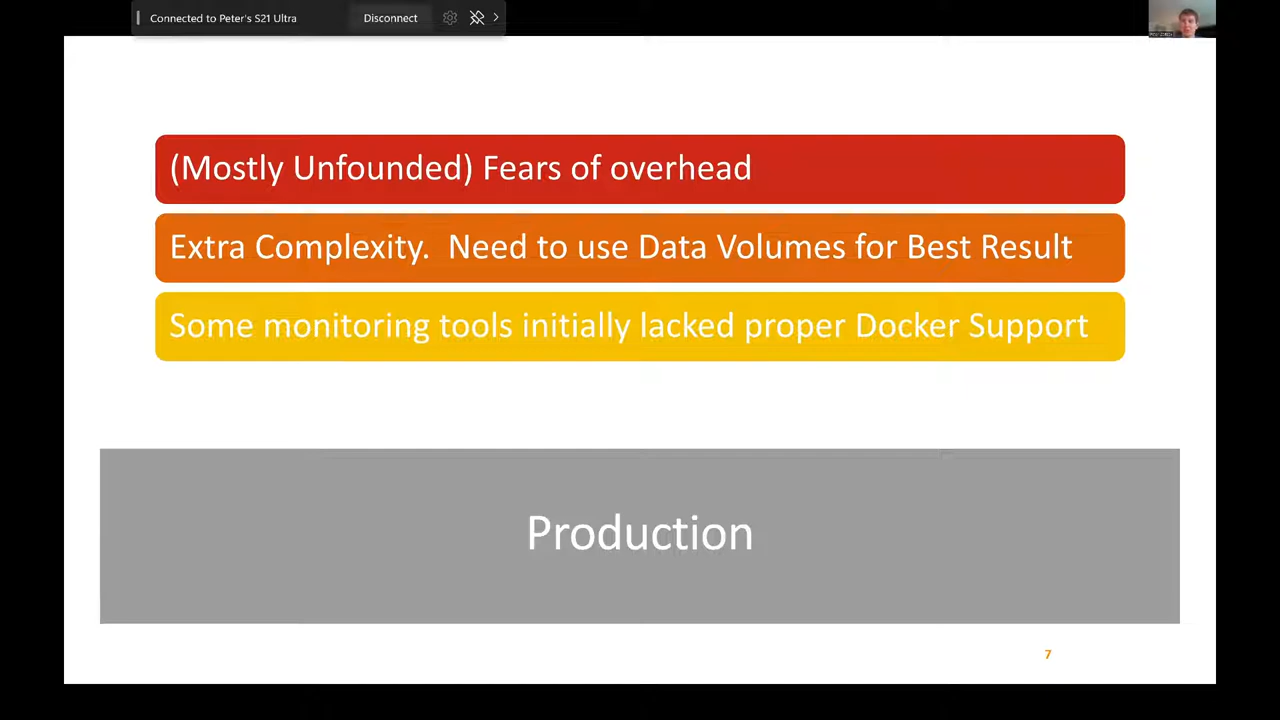 Connected to Peter's S21 Ultra
Disconnect
(Mostly Unfounded) Fears of overhead
Extra Complexity.  Need to use Data Volumes for Best Result
Some monitoring tools initially lacked proper Docker Support
Production
7